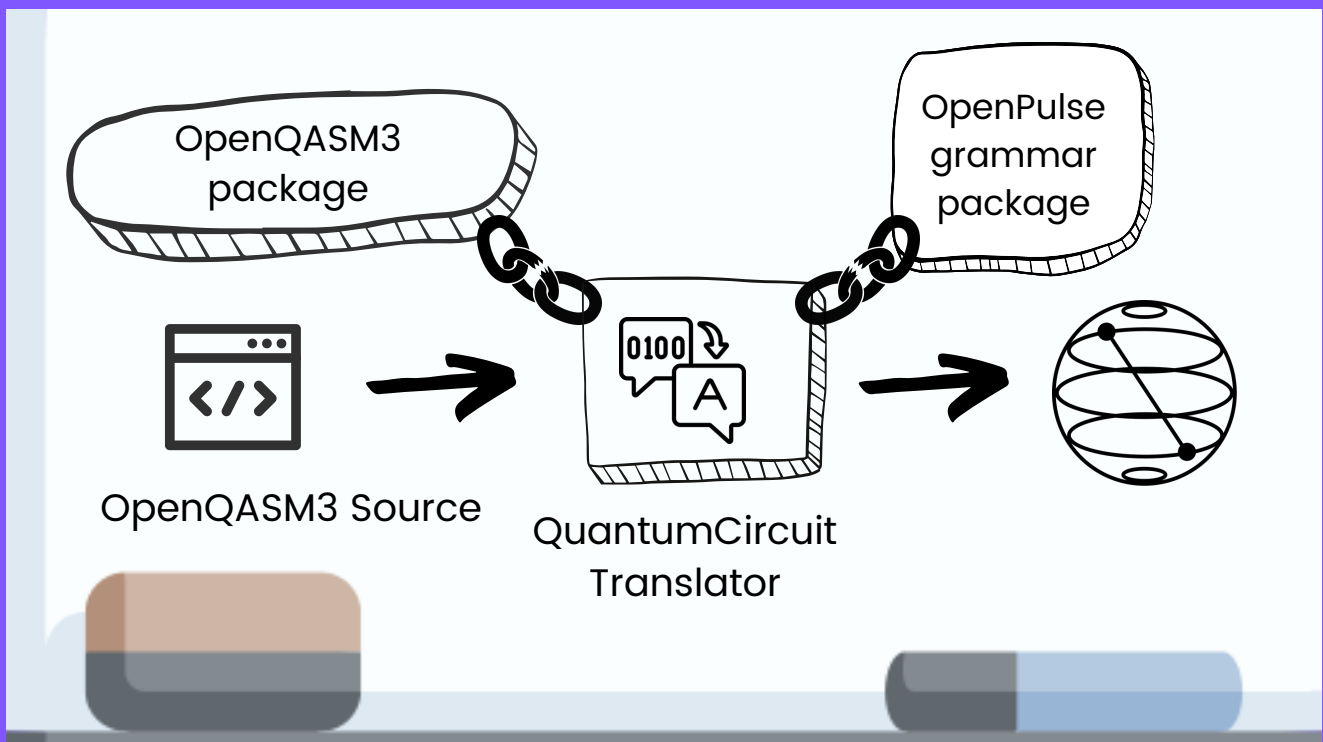 OpenQASM3
package
OpenPulse
grammar
package
0100
A
</>
OpenQASM3 Source
QuantumCircuit
Translator